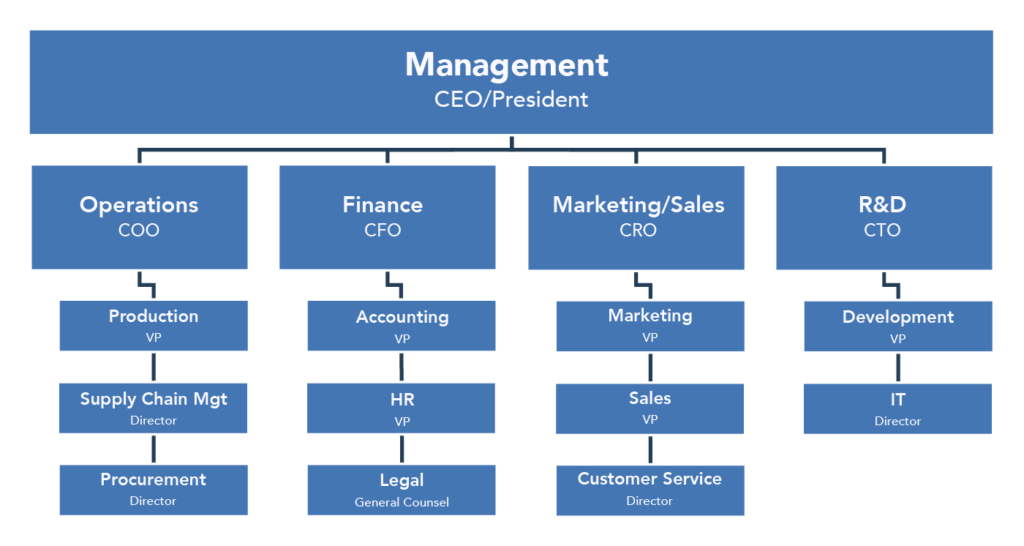 Management
CEO/President
Operations
COO
Finance
CFO
Marketing/Sales
CRO
R&D
CTO
Production
VP
Supply Chain Mgt
Director
Procurement
Director
Accounting
VP
HR
VP
Legal
General Counsel
Marketing
VP
Sales
VP
Customer Service
Director
Development
VP
IT
Director